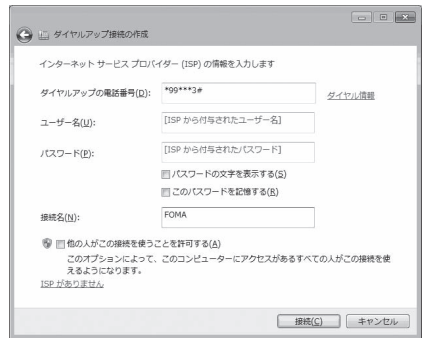 ダイヤルアップ接続の作成
インターネット サービス プロバイダー (ISP) の情報を入力します
ダイヤルアップの電話番号(D):
*99***3#
ダイヤル情報
ユーザー名(U):
[ISP から付与されたユーザー名]
パスワード(P):
[ISP から付与されたパスワード]
パスワードの文字を表示する(S)
このパスワードを記憶する(R)
接続名(N):
FOMA
他の人がこの接続を使うことを許可する(A)
このオプションによって、このコンピューターにアクセスがあるすべての人がこの接続を使
えるようになります。
ISP がありません
接続(C)
キャンセル